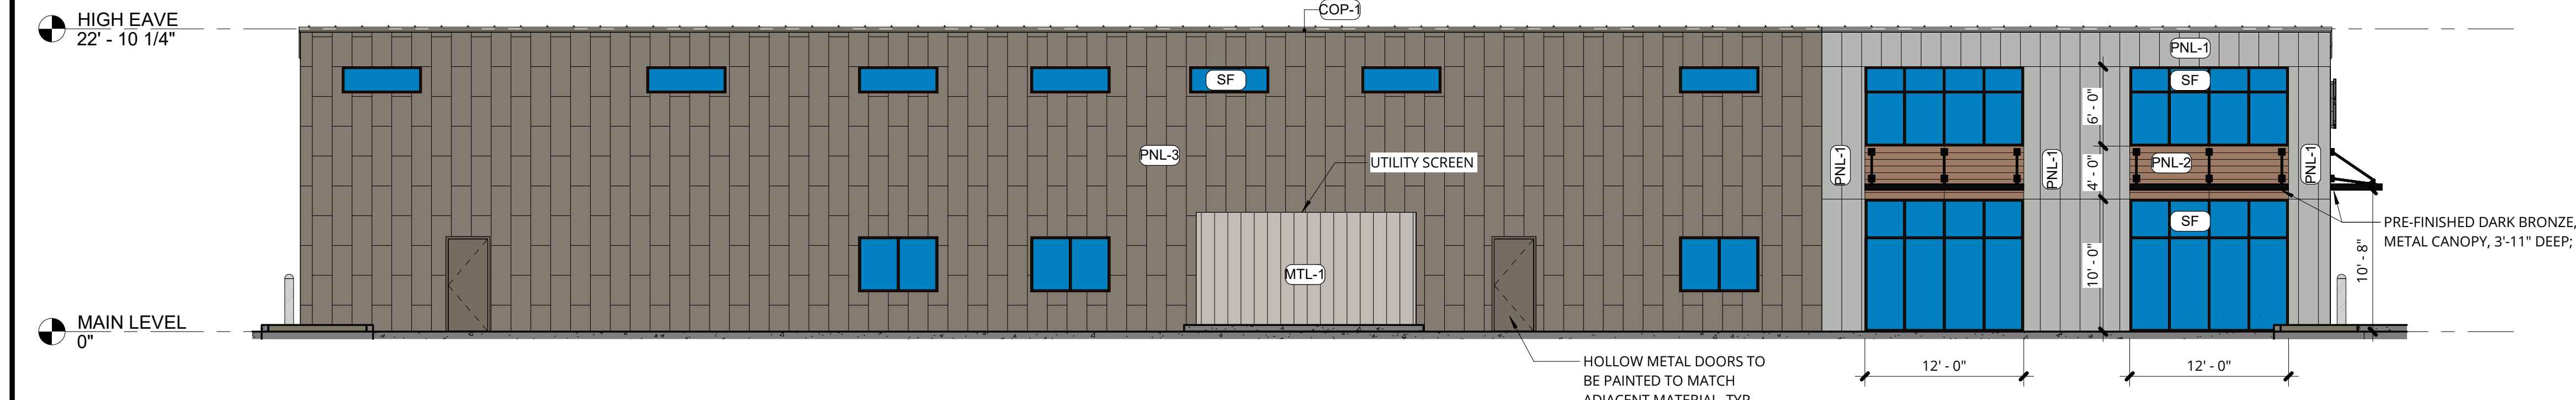 COP-1
HIGH EAVE
22' - 10 1/4"
PNL-1
SF
SF
6' - 0"
PNL-3
UTILITY SCREEN
PNL-1
PNL-1
4' - 0"
PNL-2
PNL-1
SF
PRE-FINISHED DARK BRONZE,
METAL CANOPY, 3'-11" DEEP;
10' - 0"
10' - 8"
MTL-1
MAIN LEVEL
0"
HOLLOW METAL DOORS TO
BE PAINTED TO MATCH
ADJACENT MATERIAL, TYP.
12' - 0"
12' - 0"